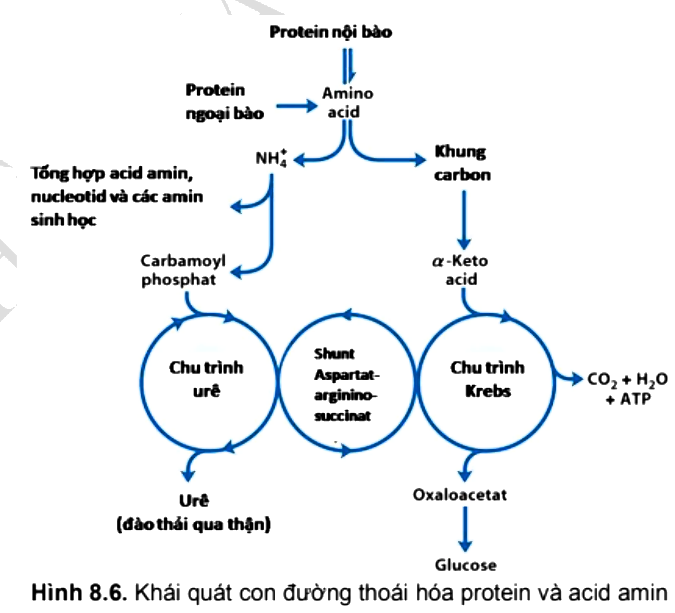 Protein nội bào
Protein
ngoại bào
Amino
acid
NH₄⁺
Khung
carbon
Tổng hợp acid amin,
nucleotid và các amin
sinh học
Carbamoyl
phosphat
α-Keto
acid
Chu trình
urê
Shunt
Aspartat-
arginino-
succinat
Chu trình
Krebs
CO₂ + H₂O
+ ATP
Urê
(đào thải qua thận)
Oxaloacetat
Glucose
Hình 8.6. Khái quát con đường thoái hóa protein và acid amin